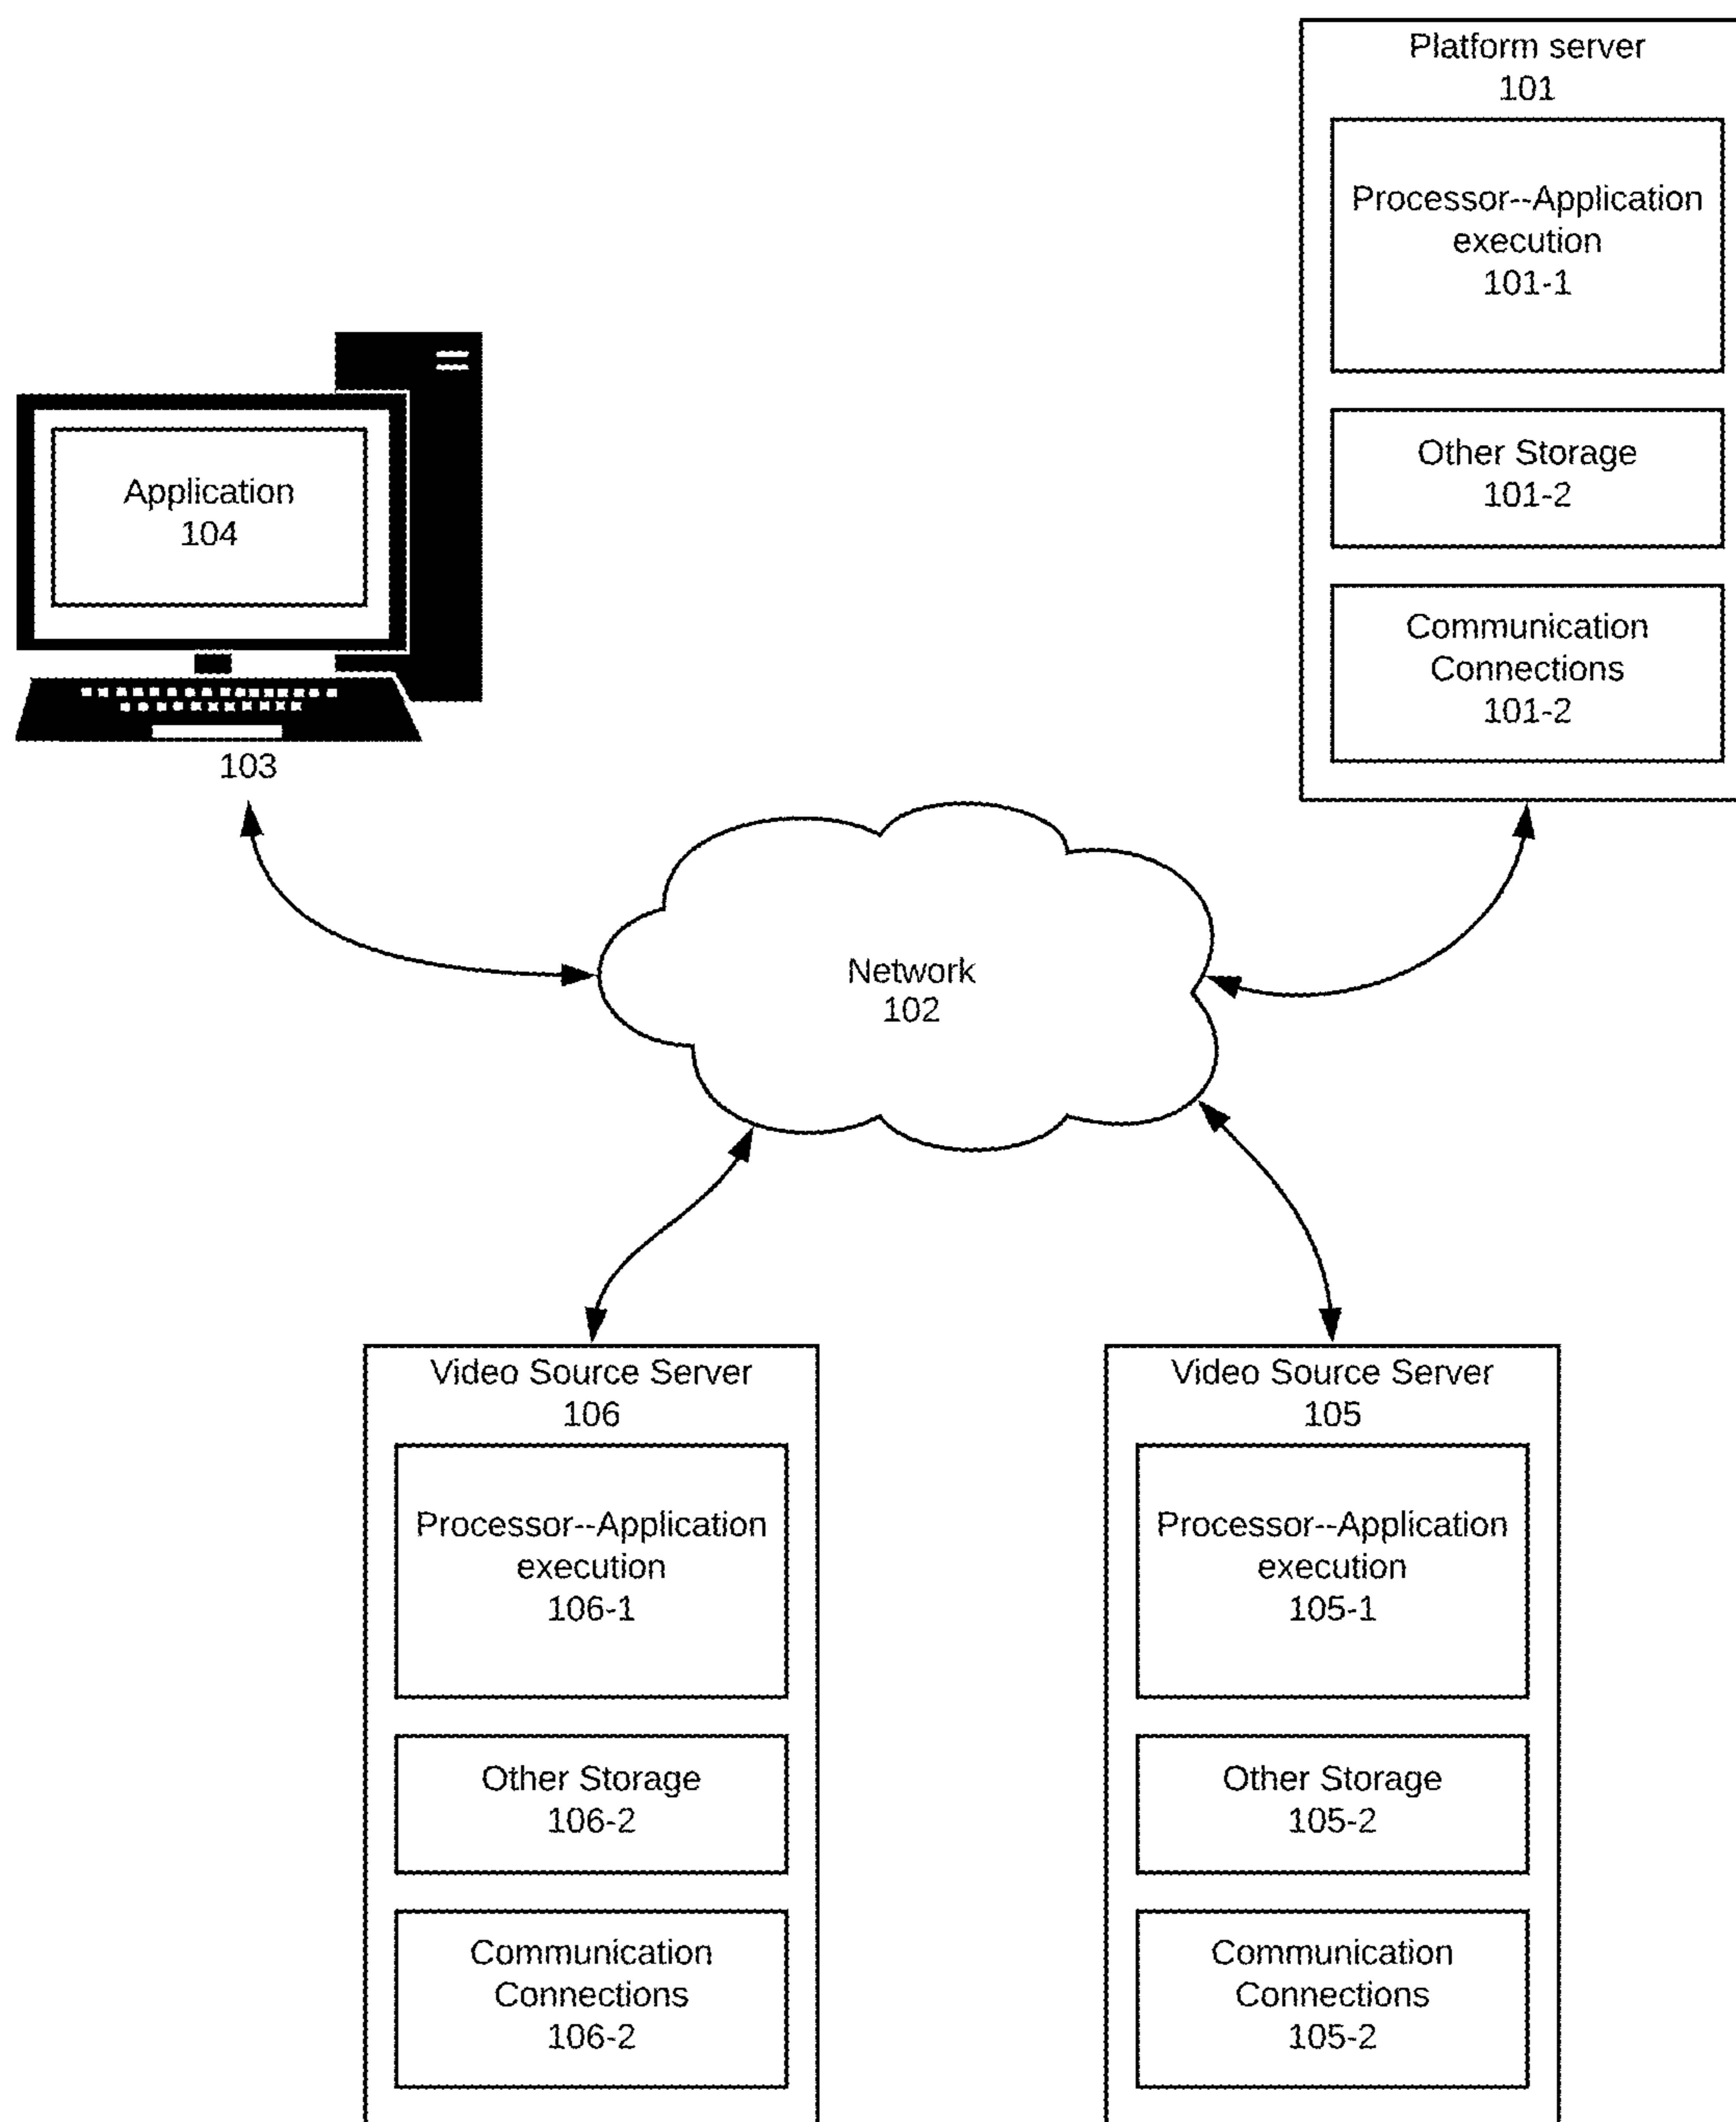 Platform server
101
Processor--Application
execution
101-1
Other Storage
101-2
Communication
Connections
101-2
Application
104
103
Network
102
Video Source Server
106
Processor--Application
execution
106-1
Other Storage
106-2
Communication
Connections
106-2
Video Source Server
105
Processor--Application
execution
105-1
Other Storage
105-2
Communication
Connections
105-2